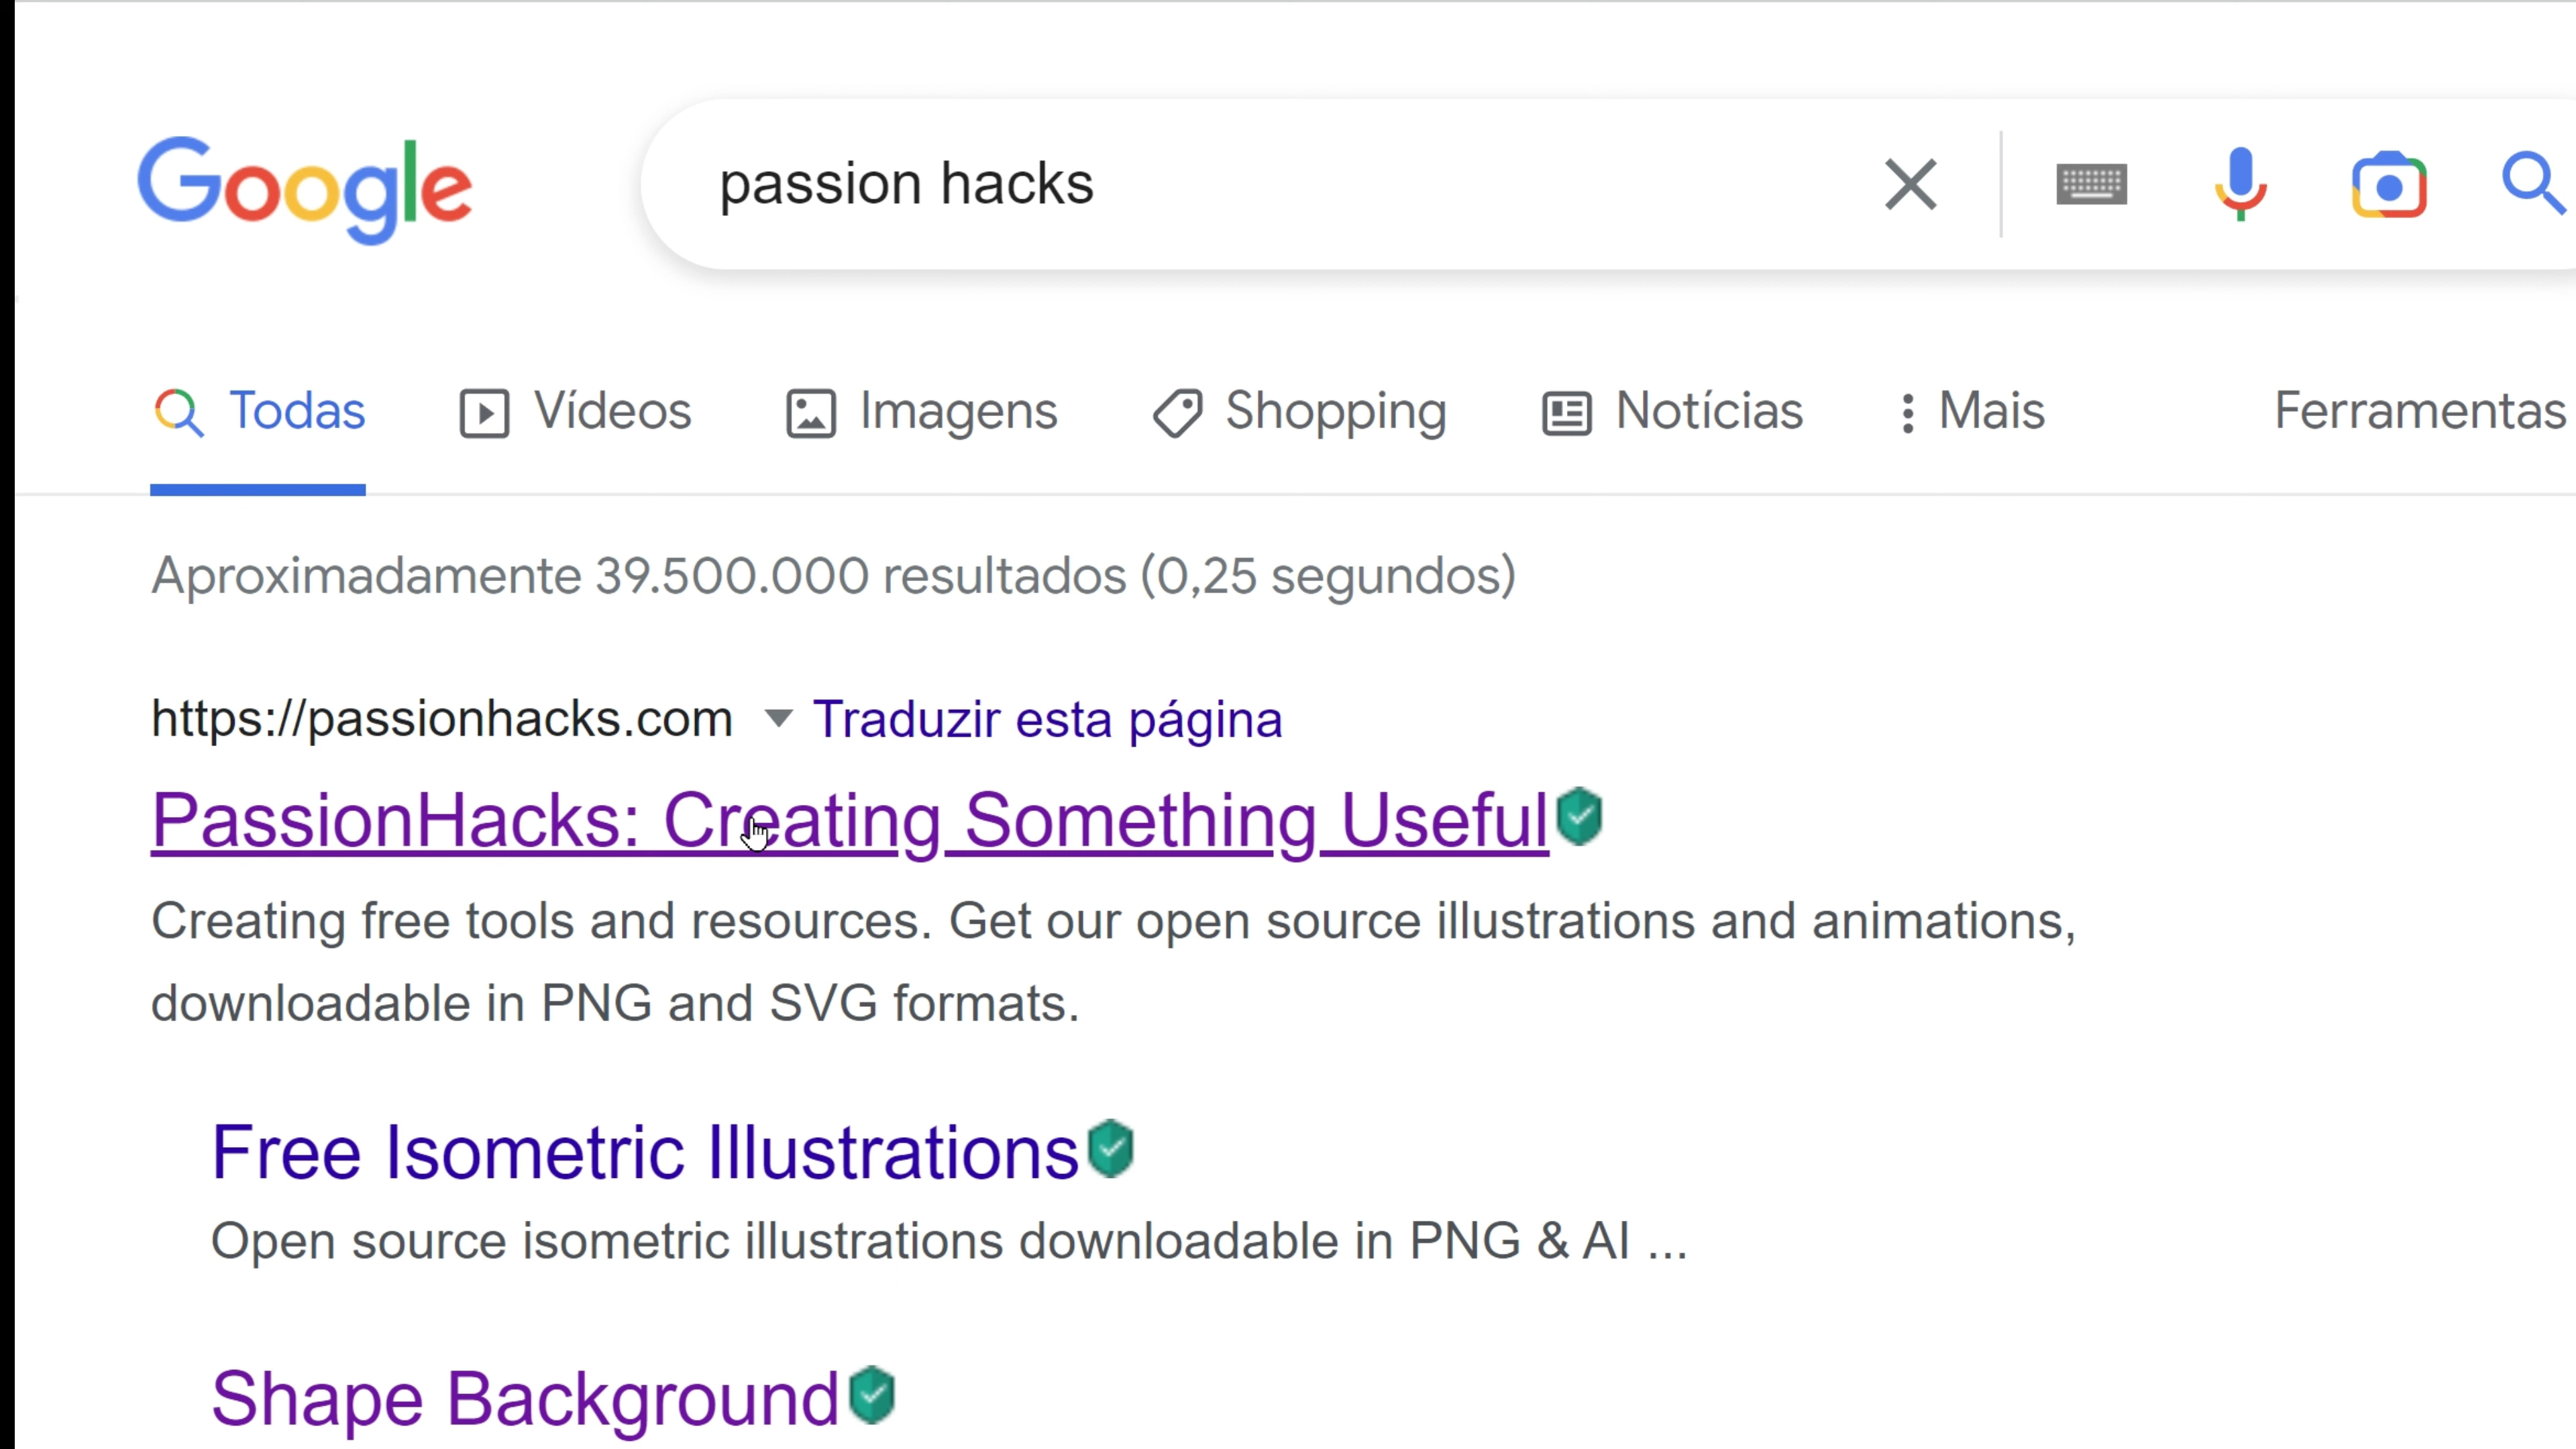 Google
passion hacks
Todas Vídeos Imagens Shopping Notícias Mais Ferramentas
Aproximadamente 39.500.000 resultados (0,25 segundos)
https://passionhacks.com Traduzir esta página
PassionHacks: Creating Something Useful
Creating free tools and resources. Get our open source illustrations and animations,
downloadable in PNG and SVG formats.
Free Isometric Illustrations
Open source isometric illustrations downloadable in PNG & AI ...
Shape Background